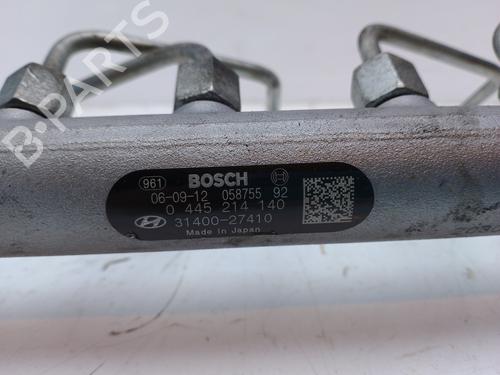 B-PARTS
961 BOSCH
06-09-12 058755 92
0 445 214 140
31400-27410
Made in Japan